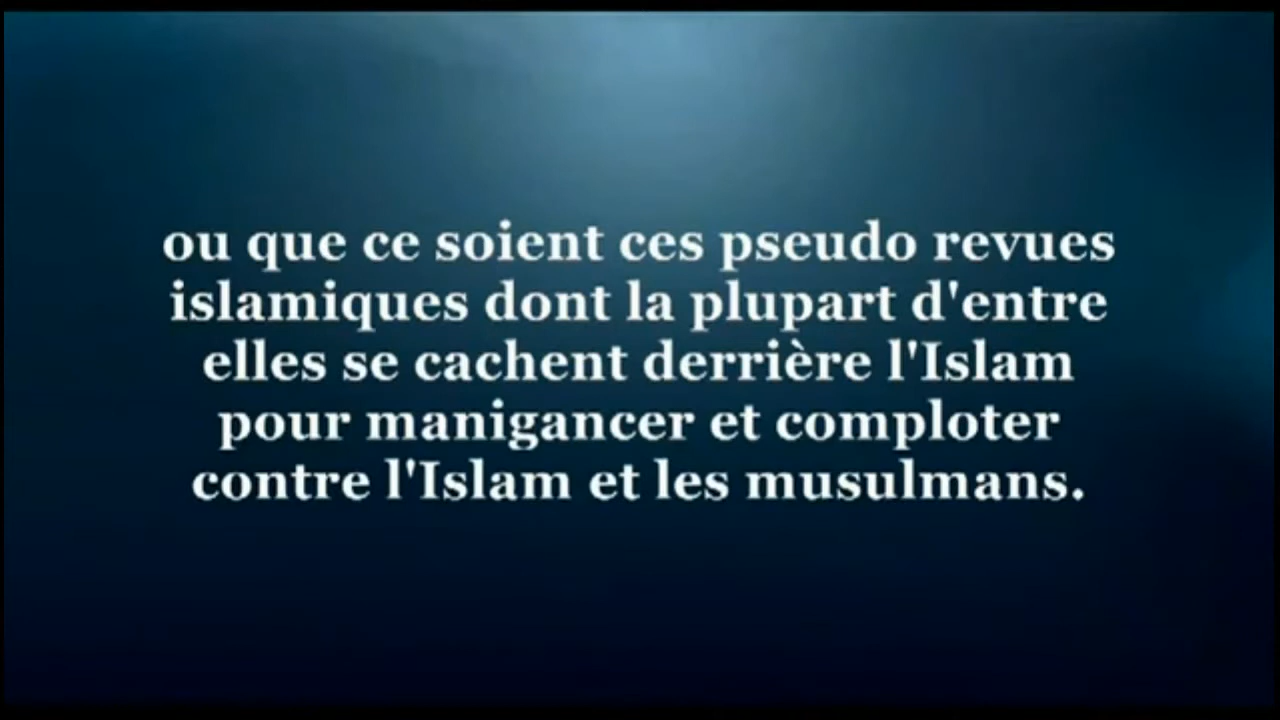 ou que ce soient ces pseudo revues
islamiques dont la plupart d'entre
elles se cachent derrière l'Islam
pour manigancer et comploter
contre l'Islam et les musulmans.